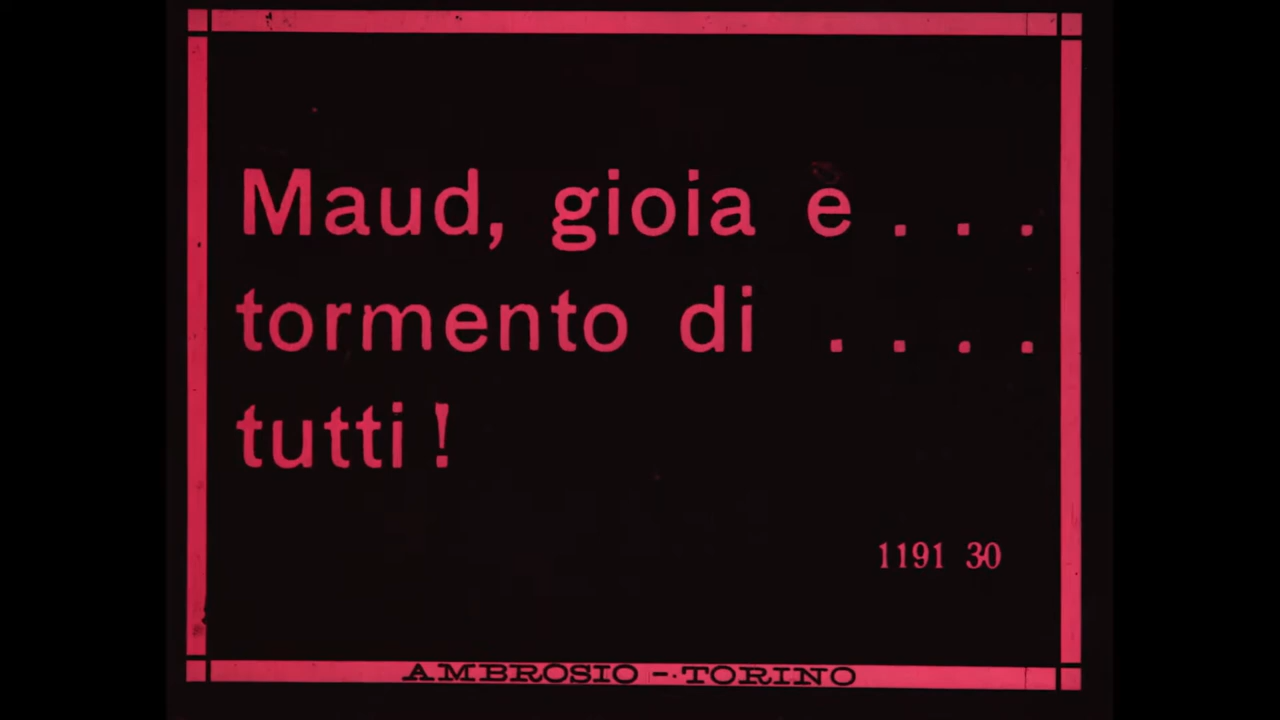 Maud, gioia e . . .
tormento di . . . .
tutti !
1191 30
AMBROSIO - TORINO